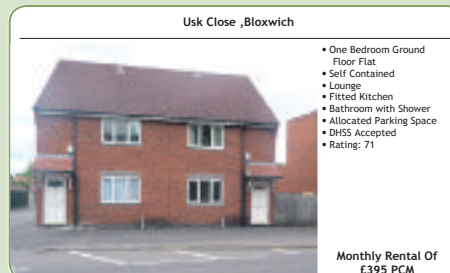 Usk Close ,Bloxwich
• One Bedroom Ground
Floor Flat
• Self Contained
• Lounge
• Fitted Kitchen
• Bathroom with Shower
• Allocated Parking Space
• DHSS Accepted
• Rating: 71
Monthly Rental Of
£395 PCM